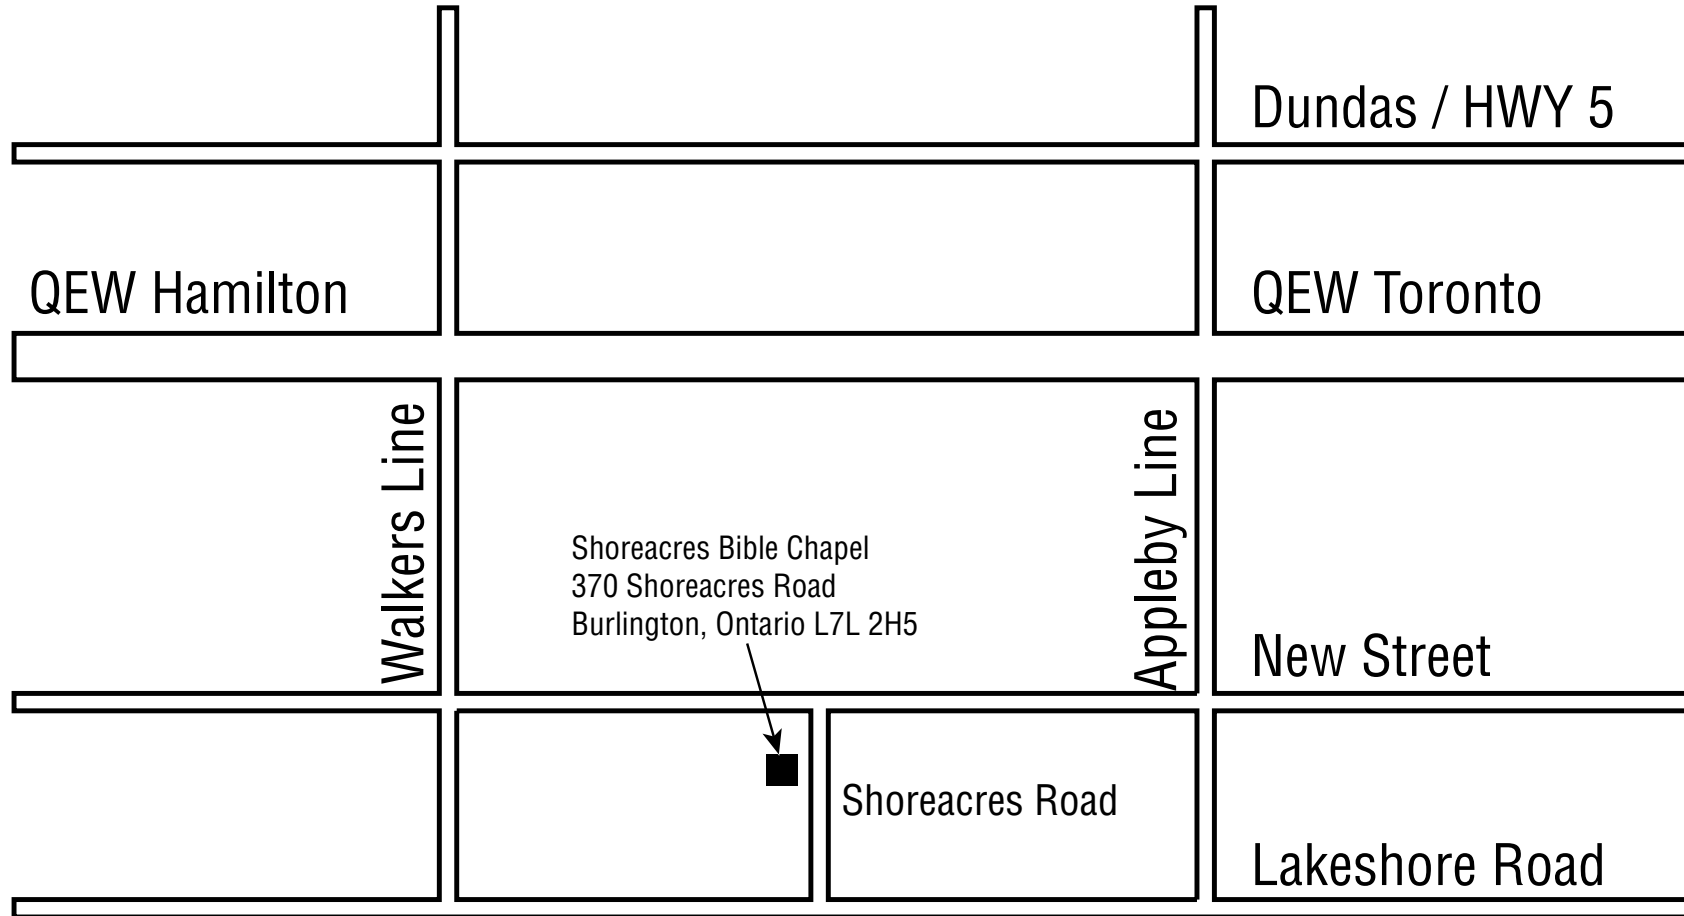 Dundas / HWY 5
QEW Hamilton
QEW Toronto
Walkers Line
Appleby Line
Shoreacres Bible Chapel
370 Shoreacres Road
Burlington, Ontario L7L 2H5
New Street
Shoreacres Road
Lakeshore Road